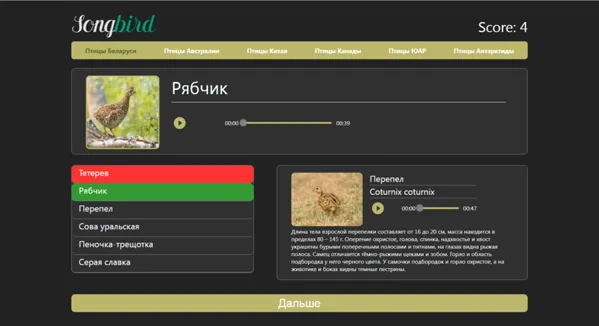 Songbird
Score: 4
Птицы Беларуси
Птицы Австралии
Птицы Китая
Птицы Канады
Птицы ЮАР
Птицы Антарктиды
Рябчик
00:00
00:39
Тетерев
Рябчик
Перепел
Сова уральская
Пеночка-трещотка
Серая славка
Перепел
Coturnix coturnix
00:00
00:47
Длина тела взрослой перепелки составляет от 16 до 20 см, масса находится в
пределах 80 – 145 г. Оперение охристое, голова, спинка, надхвостье и хвост
украшены бурыми поперечными полосами и пятнами, на глазах видна рыжая
полоса. Самец отличается тёмно-рыжими щеками и зобом. Горло и область
подбородка у него черного цвета. У самочки подбородок и горло охристое, а на
животике и боках видны темные пестрины.
Дальше